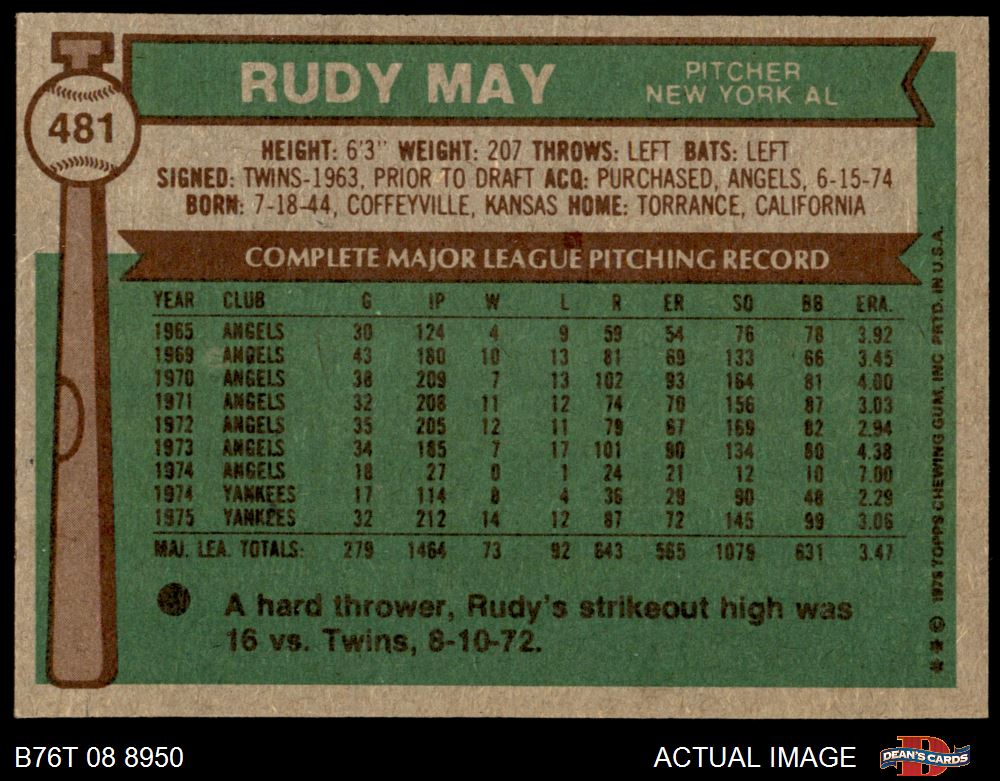 RUDY MAY
PITCHER
NEW YORK AL
481
HEIGHT: 6'3" WEIGHT: 207 THROWS: LEFT BATS: LEFT
SIGNED: TWINS-1963, PRIOR TO DRAFT ACQ: PURCHASED, ANGELS, 6-15-74
BORN: 7-18-44, COFFEYVILLE, KANSAS HOME: TORRANCE, CALIFORNIA
COMPLETE MAJOR LEAGUE PITCHING RECORD
YEAR CLUB G IP W L R ER SO BB ERA.
1965 ANGELS 30 124 4 9 59 54 76 78 3.92
1969 ANGELS 43 180 10 13 81 69 133 66 3.45
1970 ANGELS 38 209 7 13 102 93 164 81 4.00
1971 ANGELS 32 208 11 12 74 70 156 87 3.03
1972 ANGELS 35 205 12 11 79 67 169 82 2.94
1973 ANGELS 34 185 7 17 101 90 134 80 4.38
1974 ANGELS 18 27 0 1 24 21 12 10 7.00
1974 YANKEES 17 114 8 4 36 29 90 48 2.29
1975 YANKEES 32 212 14 12 87 72 145 99 3.06
MAJ. LEA. TOTALS: 279 1464 73 92 643 565 1079 631 3.47
A hard thrower, Rudy's strikeout high was
16 vs. Twins, 8-10-72.
** © 1976 TOPPS CHEWING GUM, INC PRTD. IN U.S.A.
B76T 08 8950
ACTUAL IMAGE
DEAN'S CARDS